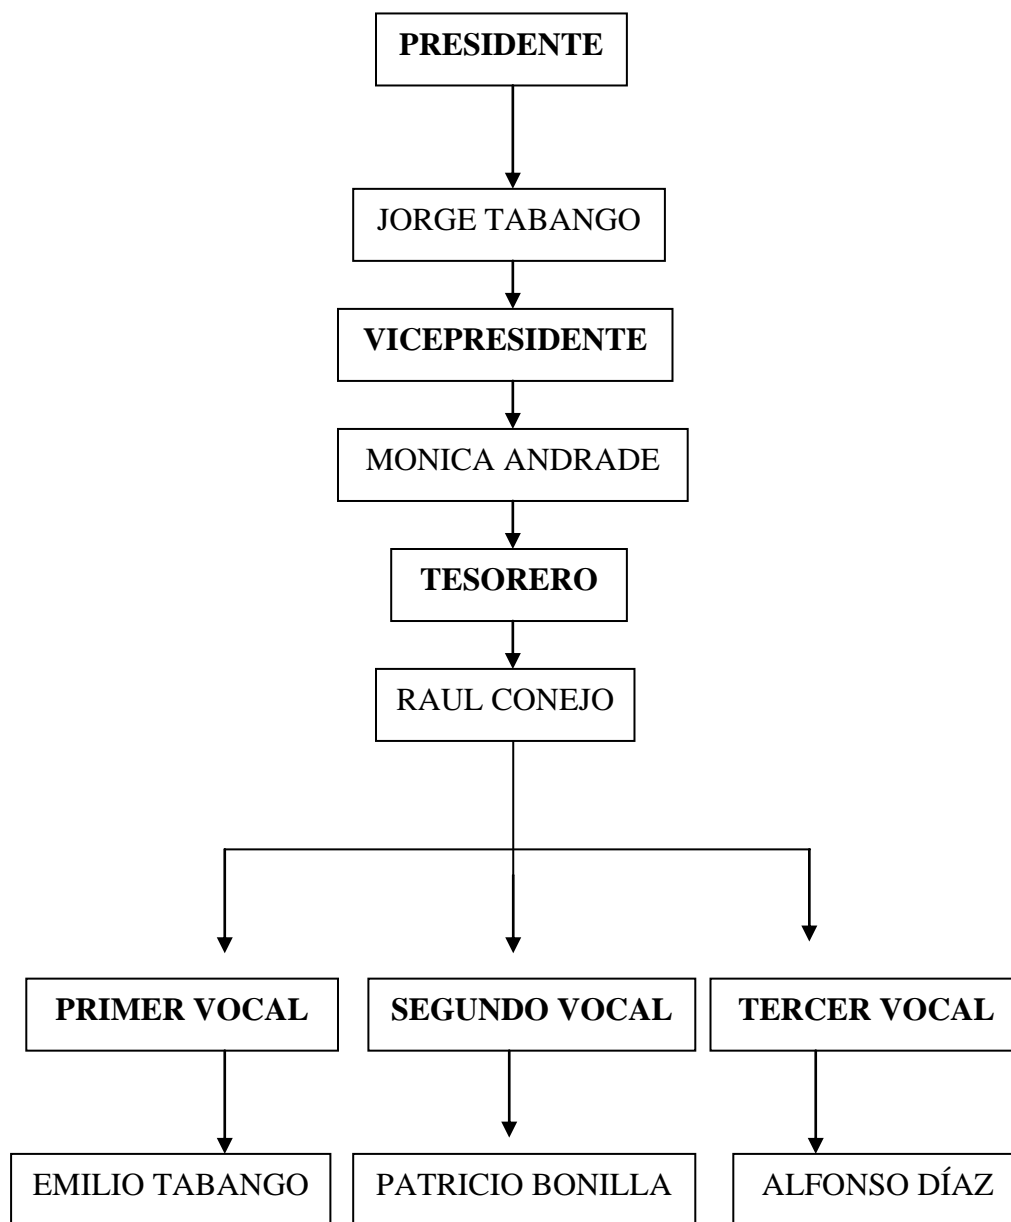 PRESIDENTE
JORGE TABANGO
VICEPRESIDENTE
MONICA ANDRADE
TESORERO
RAUL CONEJO
PRIMER VOCAL
SEGUNDO VOCAL
TERCER VOCAL
EMILIO TABANGO
PATRICIO BONILLA
ALFONSO DÍAZ